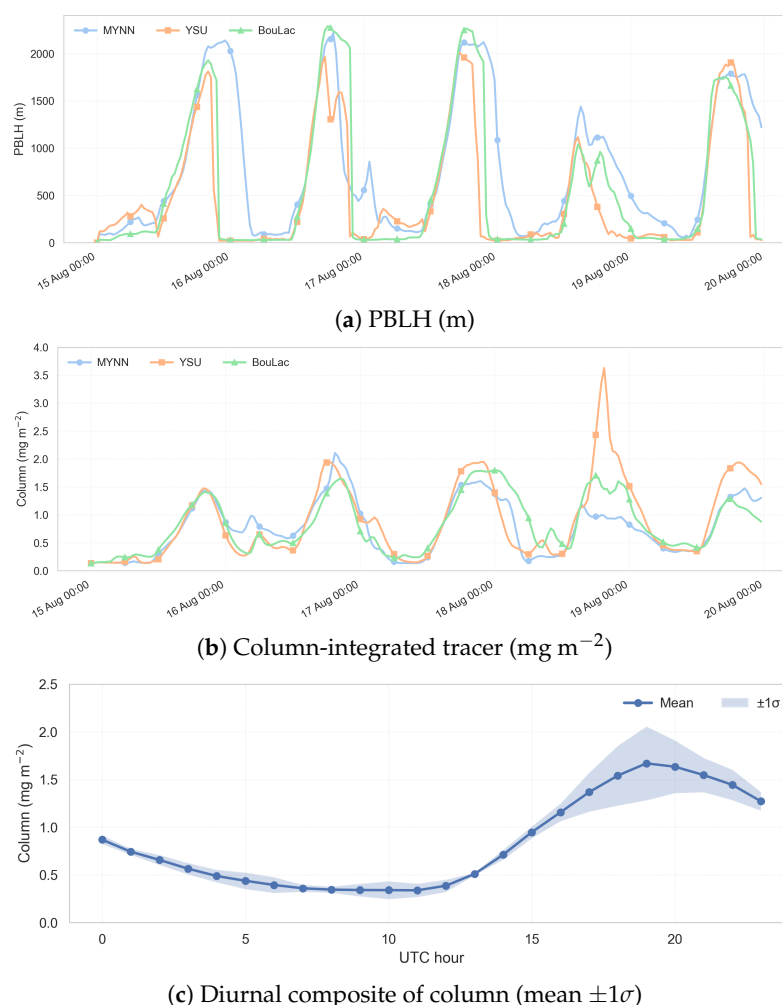 MYNN YSU BouLac
2000
1500
1000
500
0
PBLH (m)
15 Aug 00:00 16 Aug 00:00 17 Aug 00:00 18 Aug 00:00 19 Aug 00:00 20 Aug 00:00
(a) PBLH (m)
4.0
MYNN YSU BouLac
3.5
3.0
2.5
2.0
1.5
1.0
0.5
0.0
Column (mg m−2)
15 Aug 00:00 16 Aug 00:00 17 Aug 00:00 18 Aug 00:00 19 Aug 00:00 20 Aug 00:00
(b) Column-integrated tracer (mg m−2)
2.5
Mean ±1σ
2.0
1.5
1.0
0.5
0.0
Column (mg m−2)
0 5 10 15 20
UTC hour
(c) Diurnal composite of column (mean ±1σ)